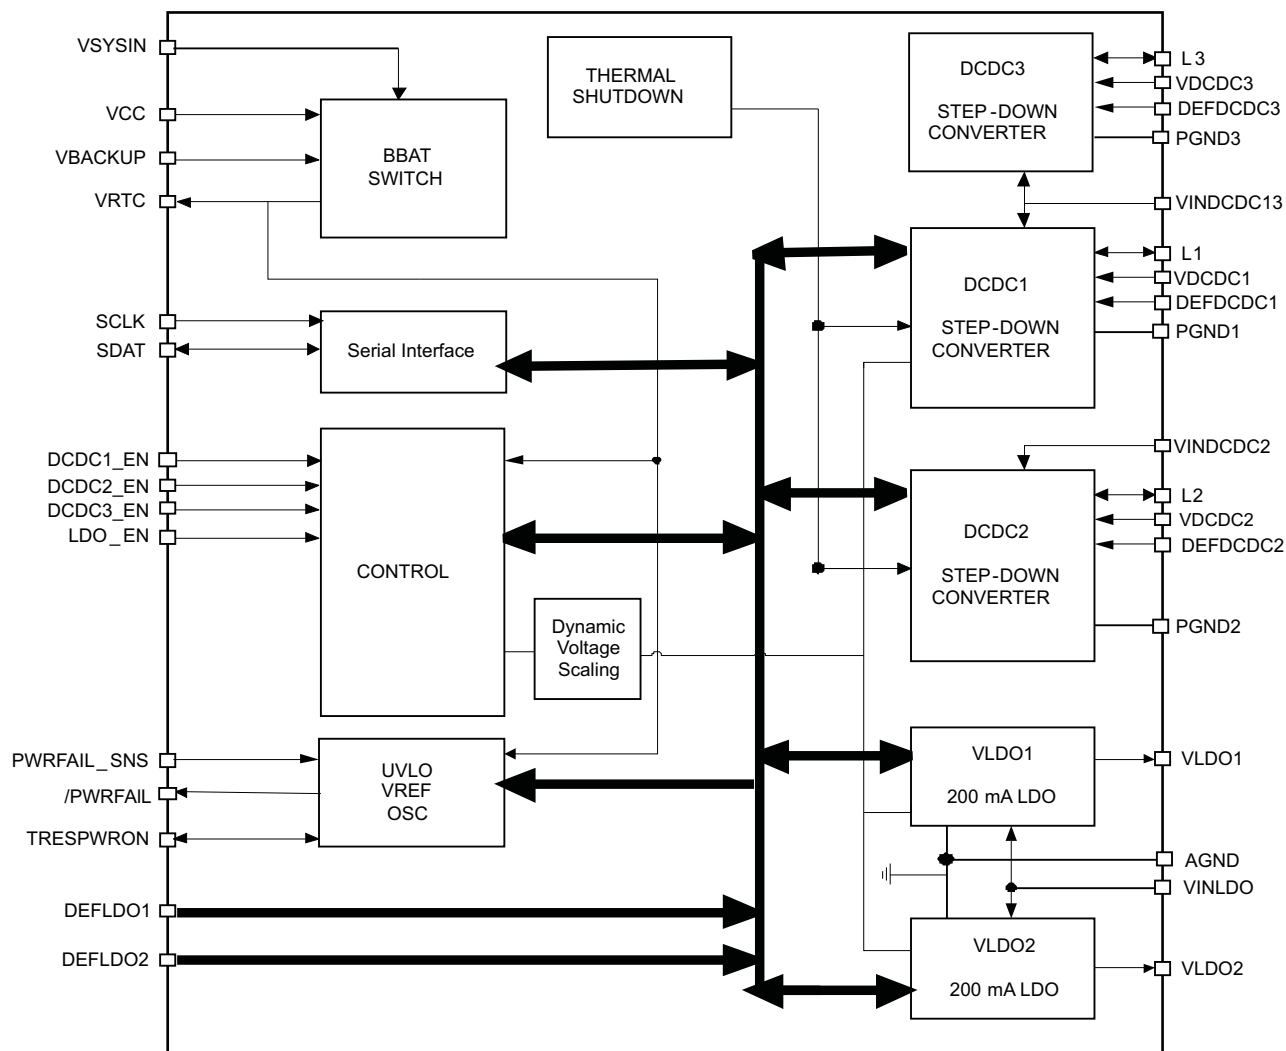 VSYSIN
VCC
VBACKUP
VRTC
SCLK
SDAT
DCDC1_EN
DCDC2_EN
DCDC3_EN
LDO_EN
PWRFAIL_SNS
/PWRFAIL
TRESPWRON
DEFLDO1
DEFLDO2
BBAT
SWITCH
Serial Interface
CONTROL
UVLO
VREF
OSC
THERMAL
SHUTDOWN
Dynamic
Voltage
Scaling
DCDC3
STEP-DOWN
CONVERTER
DCDC1
STEP-DOWN
CONVERTER
DCDC2
STEP-DOWN
CONVERTER
VLDO1
200 mA LDO
VLDO2
200 mA LDO
L3
VDCDC3
DEFDCDC3
PGND3
VINDCDC13
L1
VDCDC1
DEFDCDC1
PGND1
VINDCDC2
L2
VDCDC2
DEFDCDC2
PGND2
VLDO1
AGND
VINLDO
VLDO2